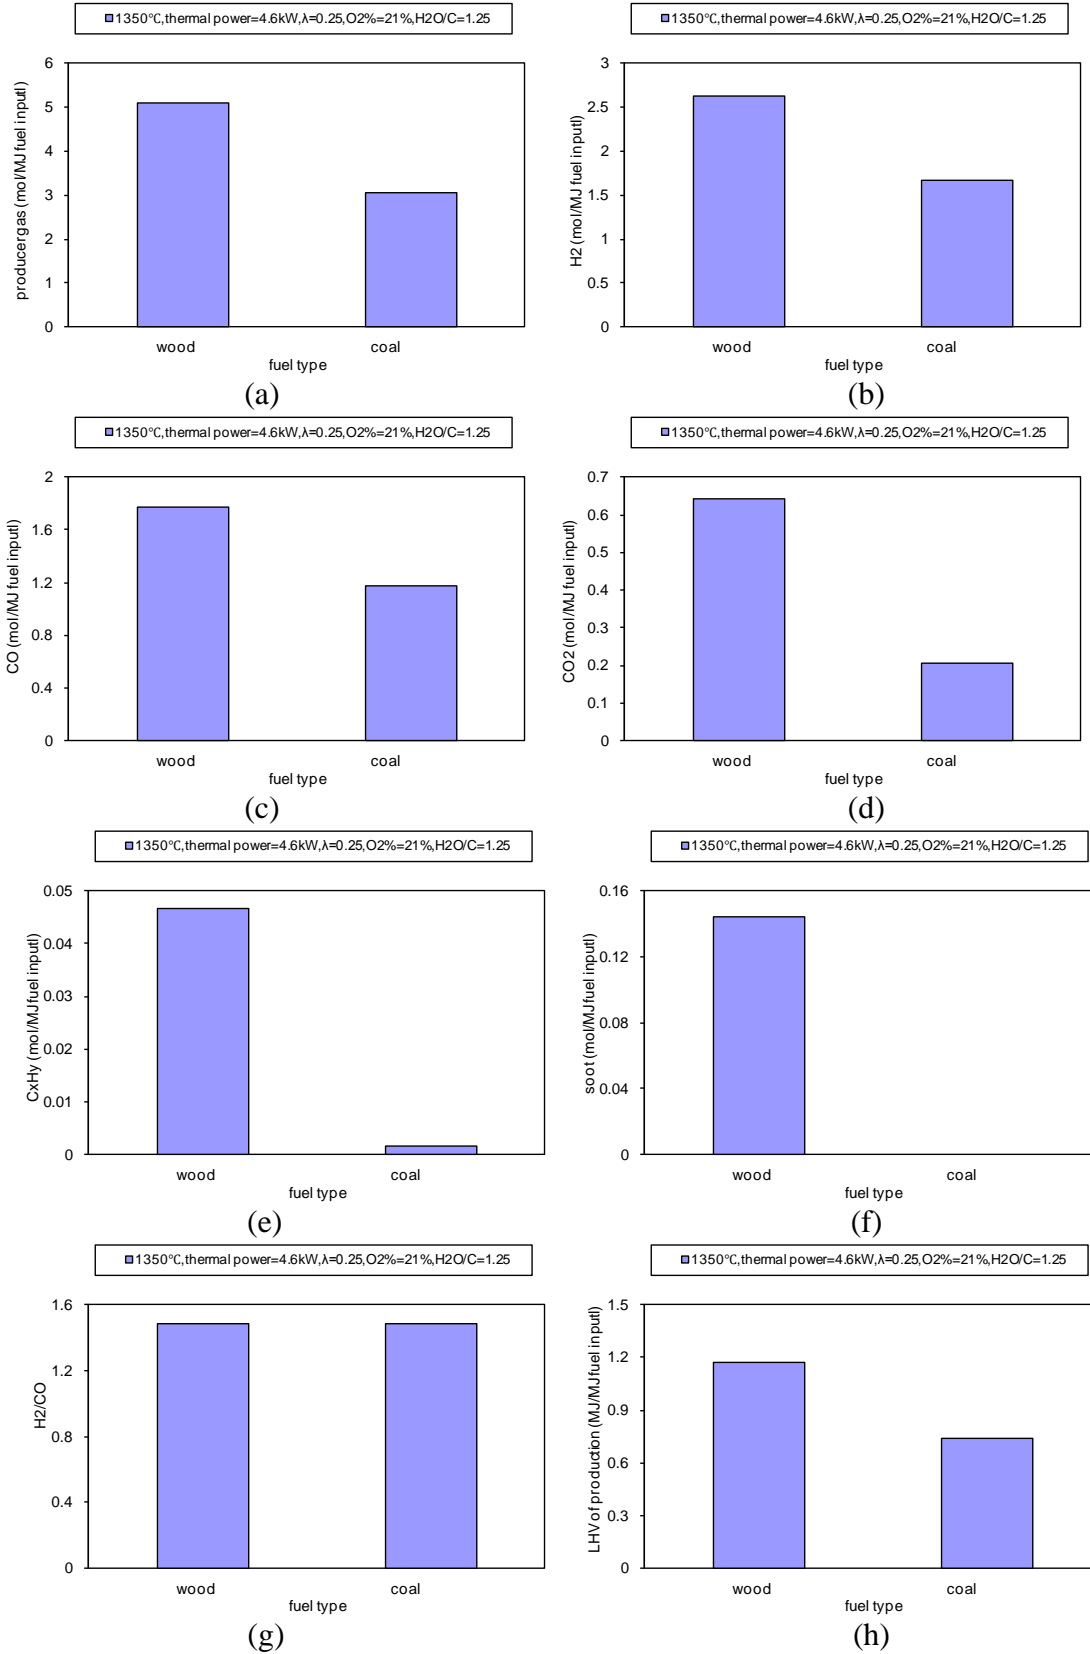 1350℃,thermal power=4.6kW,λ=0.25,O2%=21%,H2O/C=1.25
producer gas (mol/MJ fuel inputl)
6
5
4
3
2
1
0
wood coal
fuel type
(a)
1350℃,thermal power=4.6kW,λ=0.25,O2%=21%,H2O/C=1.25
H2 (mol/MJ fuel inputl)
3
2.5
2
1.5
1
0.5
0
wood coal
fuel type
(b)
1350℃,thermal power=4.6kW,λ=0.25,O2%=21%,H2O/C=1.25
CO (mol/MJ fuel inputl)
2
1.6
1.2
0.8
0.4
0
wood coal
fuel type
(c)
1350℃,thermal power=4.6kW,λ=0.25,O2%=21%,H2O/C=1.25
CO2 (mol/MJ fuel inputl)
0.7
0.6
0.5
0.4
0.3
0.2
0.1
0
wood coal
fuel type
(d)
1350℃,thermal power=4.6kW,λ=0.25,O2%=21%,H2O/C=1.25
CxHy (mol/MJ fuel inputl)
0.05
0.04
0.03
0.02
0.01
0
wood coal
fuel type
(e)
1350℃,thermal power=4.6kW,λ=0.25,O2%=21%,H2O/C=1.25
soot (mol/MJ fuel inputl)
0.16
0.12
0.08
0.04
0
wood coal
fuel type
(f)
1350℃,thermal power=4.6kW,λ=0.25,O2%=21%,H2O/C=1.25
H2/CO
1.6
1.2
0.8
0.4
0
wood coal
fuel type
(g)
1350℃,thermal power=4.6kW,λ=0.25,O2%=21%,H2O/C=1.25
LHV of production (MJ/MJ fuel inputl)
1.5
1.2
0.9
0.6
0.3
0
wood coal
fuel type
(h)